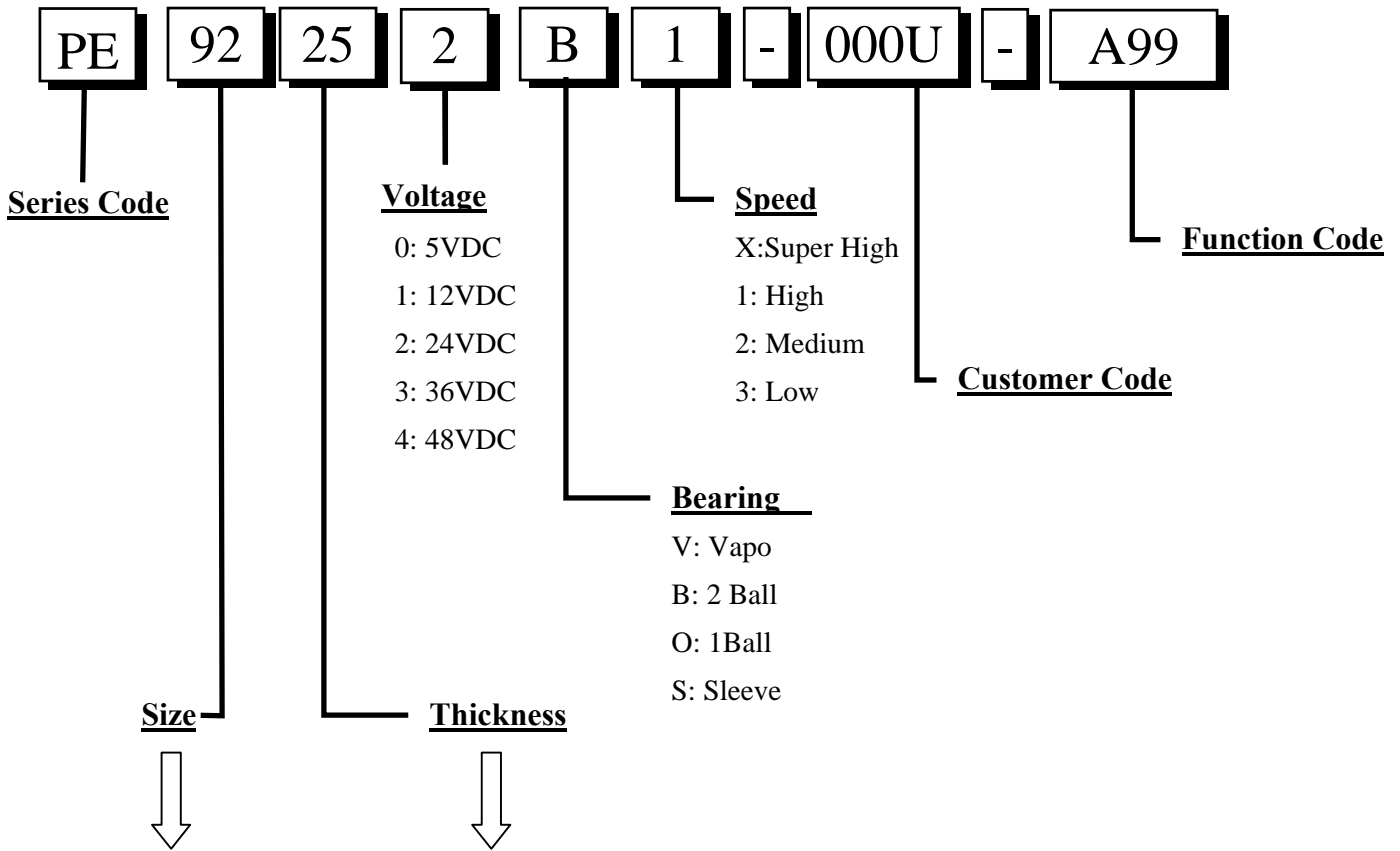 PE 92 25 2 B 1 - 000U - A99
Series Code
Voltage
0: 5VDC
1: 12VDC
2: 24VDC
3: 36VDC
4: 48VDC
Speed
X:Super High
1: High
2: Medium
3: Low
Function Code
Customer Code
Bearing
V: Vapo
B: 2 Ball
O: 1Ball
S: Sleeve
Size
Thickness